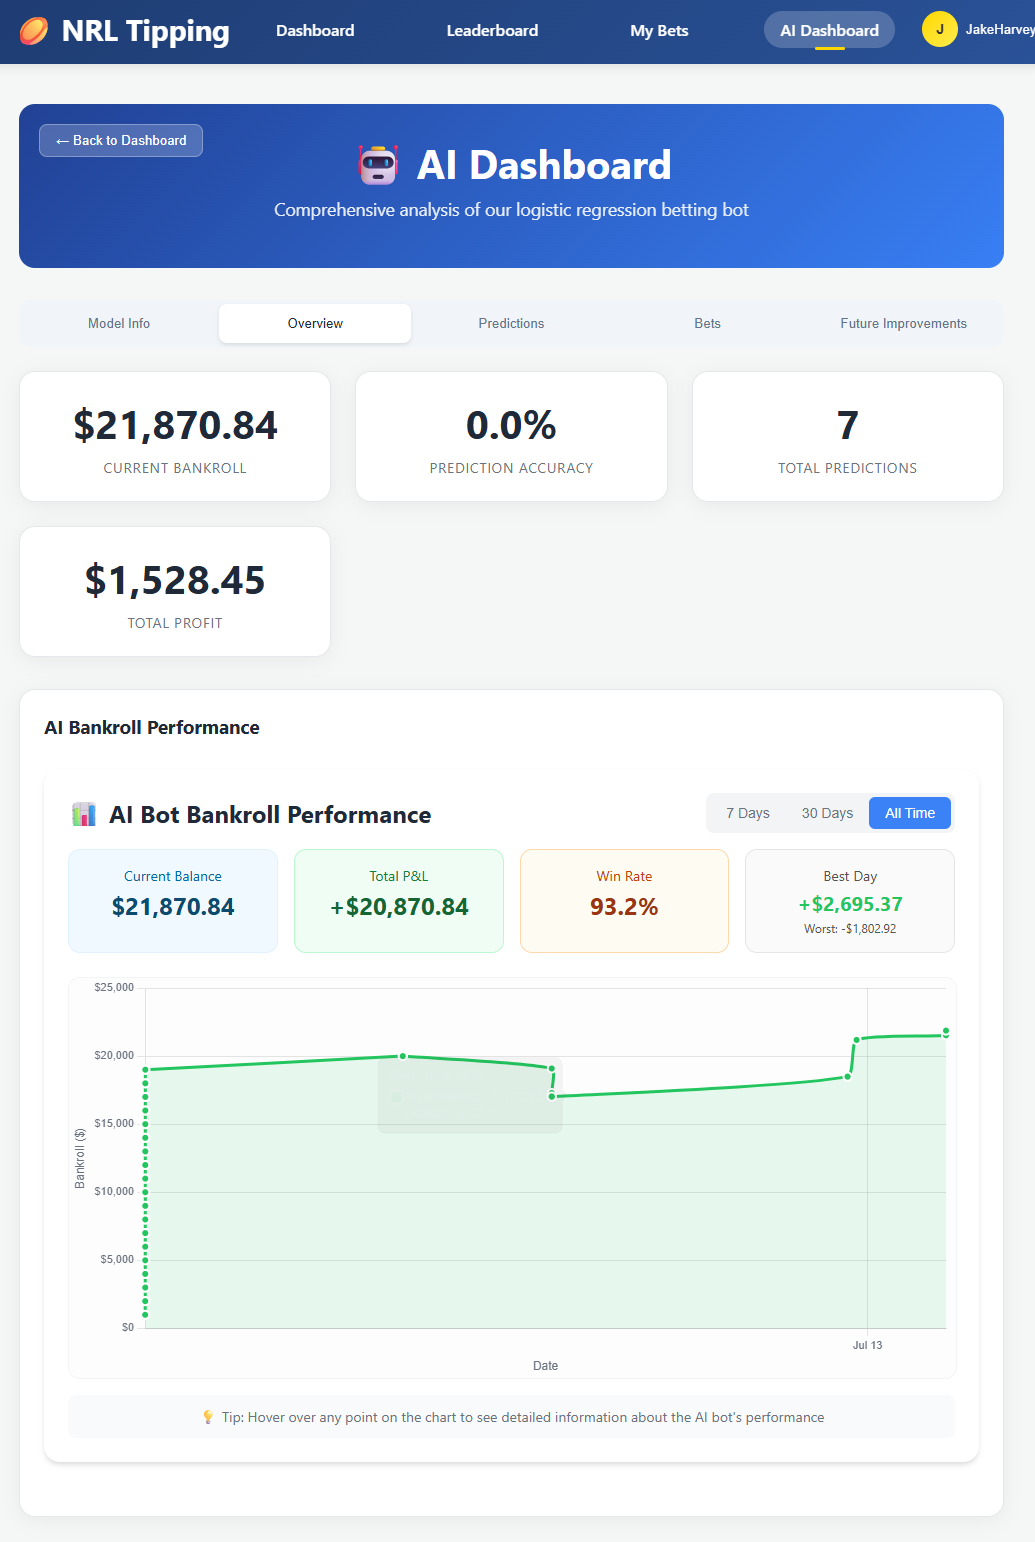 NRL Tipping
Dashboard
Leaderboard
My Bets
AI Dashboard
J
JakeHarvey
← Back to Dashboard
AI Dashboard
Comprehensive analysis of our logistic regression betting bot
Model Info
Overview
Predictions
Bets
Future Improvements
$21,870.84
CURRENT BANKROLL
0.0%
PREDICTION ACCURACY
7
TOTAL PREDICTIONS
$1,528.45
TOTAL PROFIT
AI Bankroll Performance
AI Bot Bankroll Performance
7 Days
30 Days
All Time
Current Balance
$21,870.84
Total P&L
+$20,870.84
Win Rate
93.2%
Best Day
+$2,695.37
Worst: -$1,802.92
$25,000
$20,000
$15,000
$10,000
$5,000
$0
Bankroll ($)
Jul 13
Date
Tip: Hover over any point on the chart to see detailed information about the AI bot's performance